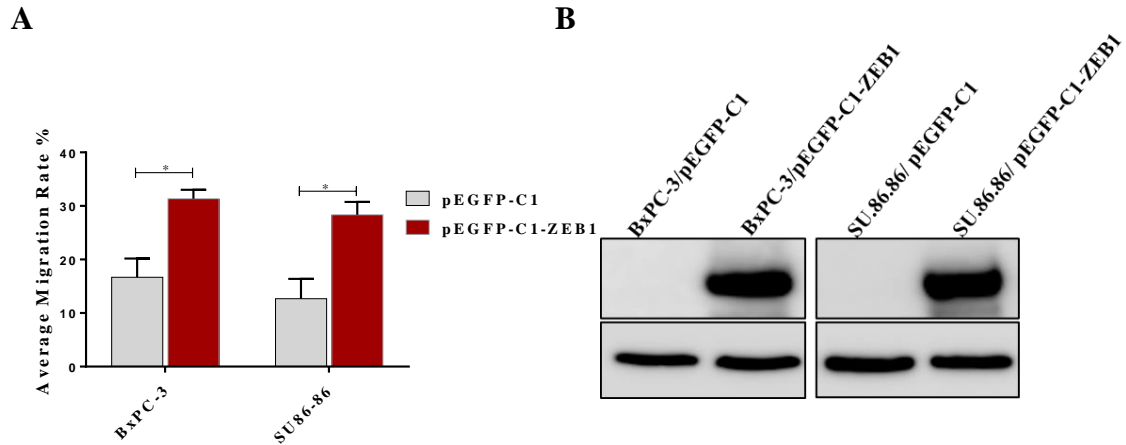 A
Average Migration Rate %
40
30
20
10
0
*
*
BxPC-3
SU86-86
pEGFP-C1
pEGFP-C1-ZEB1
B
BxPC-3/pEGFP-C1
BxPC-3/pEGFP-C1-ZEB1
SU.86.86/ pEGFP-C1
SU.86.86/ pEGFP-C1-ZEB1